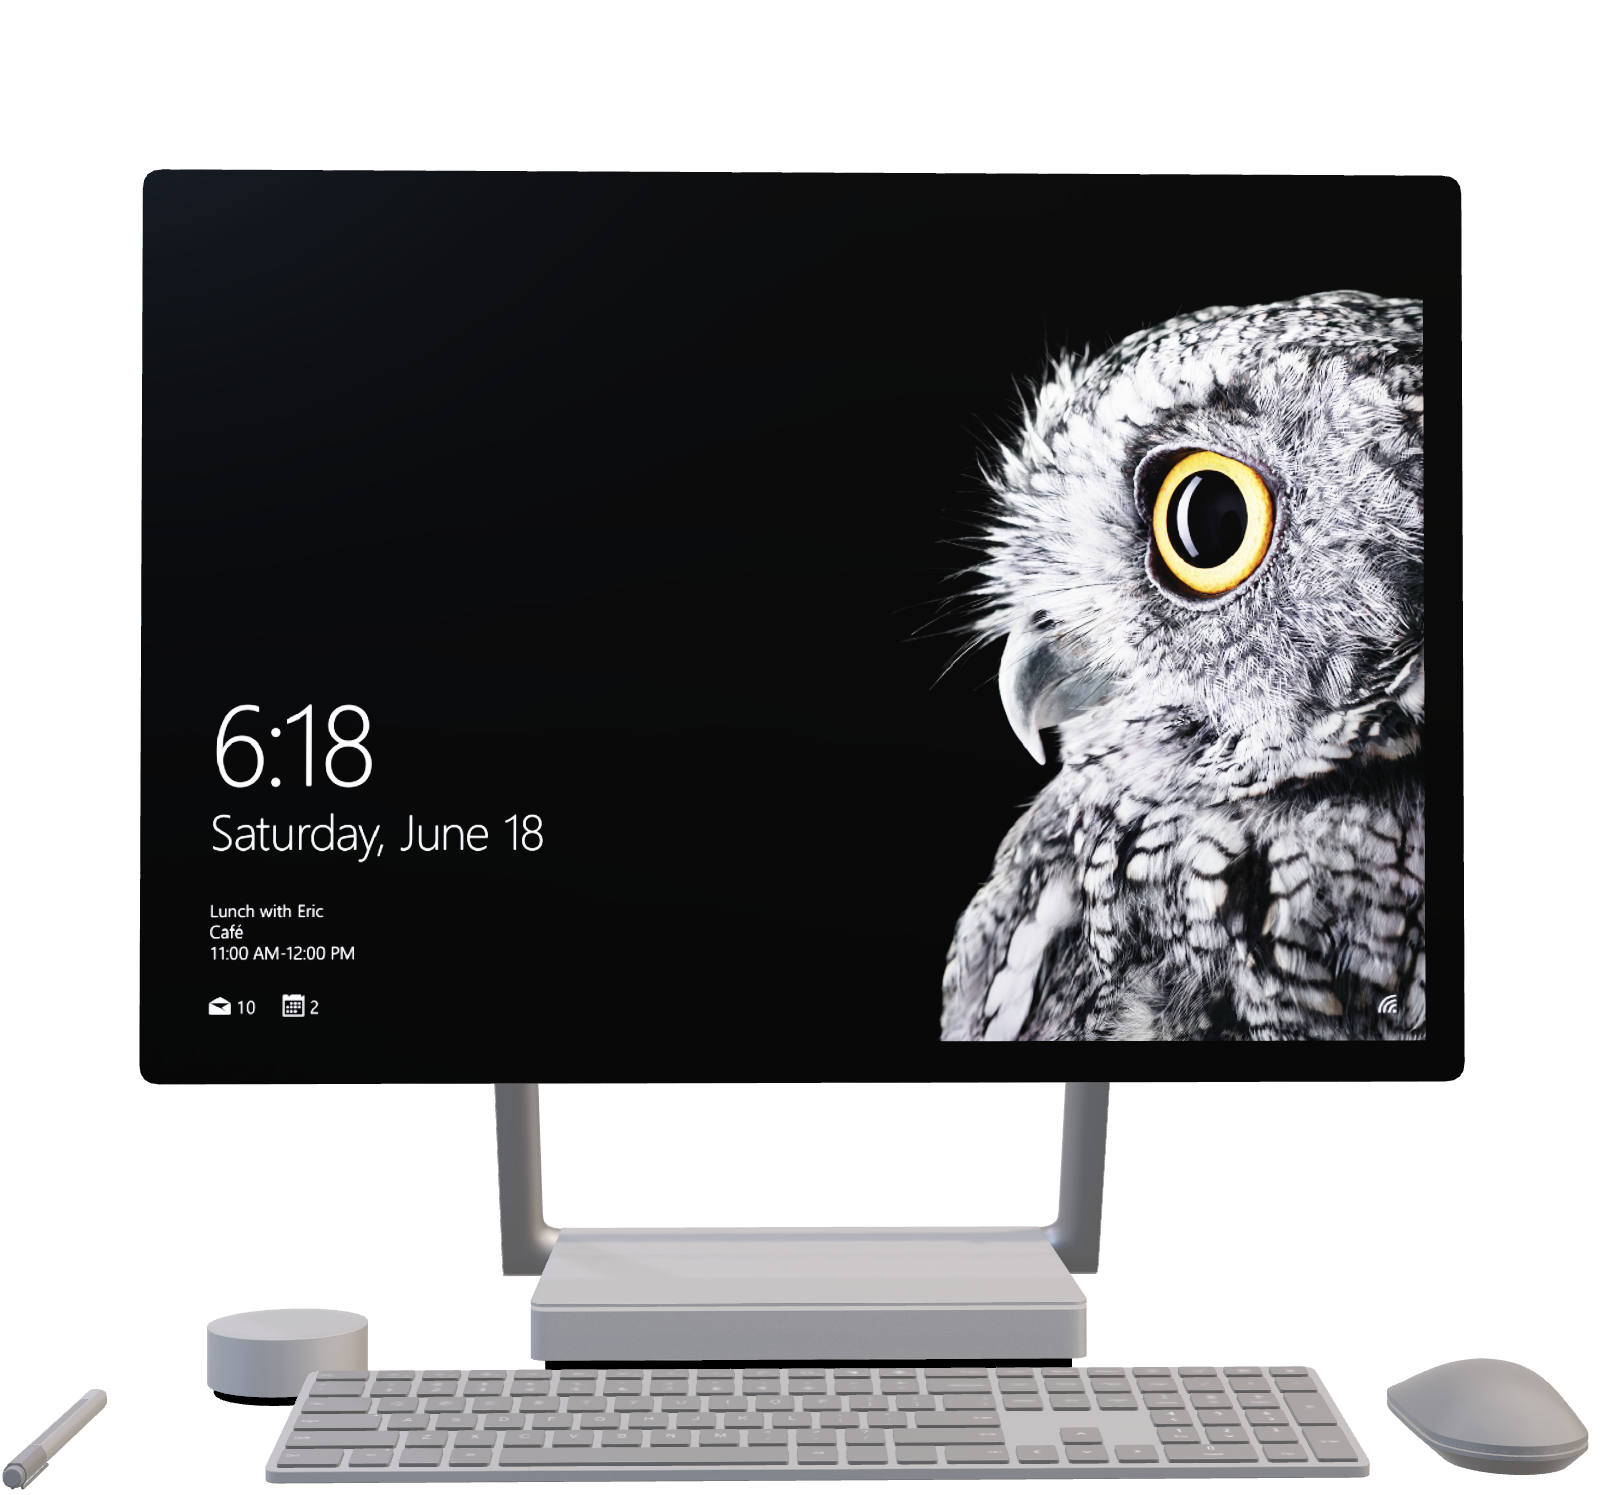 6:18
Saturday, June 18
Lunch with Eric
Café
11:00 AM-12:00 PM
10 2
A S D F G H J K L
Z X C V B N M